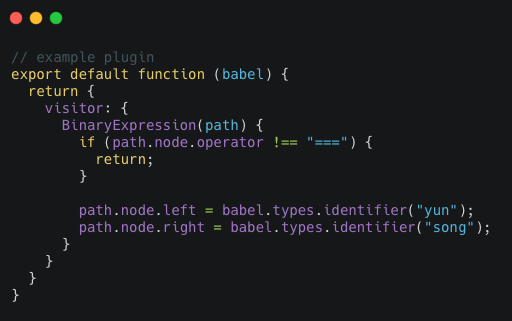 // example plugin
export default function (babel) {
  return {
    visitor: {
      BinaryExpression(path) {
        if (path.node.operator !== "===") {
          return;
        }

        path.node.left = babel.types.identifier("yun");
        path.node.right = babel.types.identifier("song");
      }
    }
  }
}